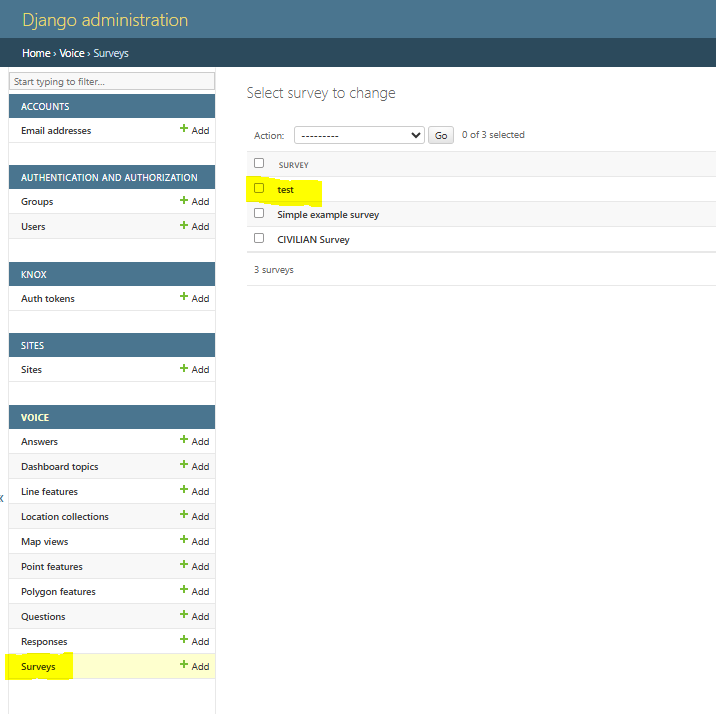 Django administration
Home › Voice › Surveys
Start typing to filter...
ACCOUNTS
Email addresses + Add
AUTHENTICATION AND AUTHORIZATION
Groups + Add
Users + Add
KNOX
Auth tokens + Add
SITES
Sites + Add
VOICE
Answers + Add
Dashboard topics + Add
Line features + Add
Location collections + Add
Map views + Add
Point features + Add
Polygon features + Add
Questions + Add
Responses + Add
Surveys + Add
Select survey to change
Action: --------- Go 0 of 3 selected
SURVEY
test
Simple example survey
CIVILIAN Survey
3 surveys